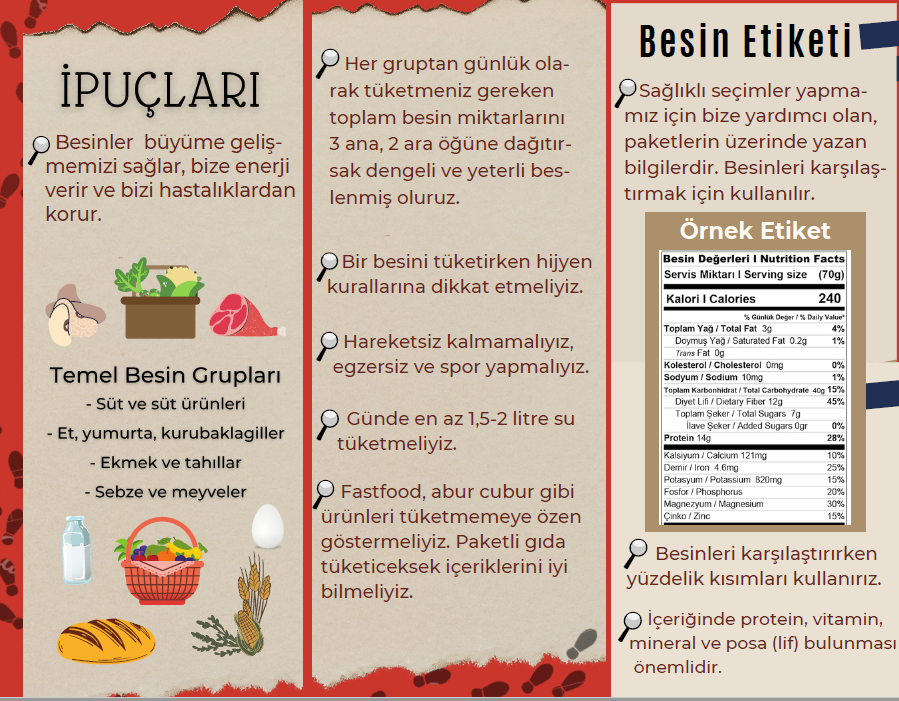 İPUÇLARI
Besinler büyüme geliş-
memizi sağlar, bize enerji
verir ve bizi hastalıklardan
korur.
Temel Besin Grupları
- Süt ve süt ürünleri
- Et, yumurta, kurubaklagiller
- Ekmek ve tahıllar
- Sebze ve meyveler
Her gruptan günlük ola-
rak tüketmeniz gereken
toplam besin miktarlarını
3 ana, 2 ara öğüne dağıtır-
sak dengeli ve yeterli bes-
lenmiş oluruz.
Bir besini tüketirken hijyen
kurallarına dikkat etmeliyiz.
Hareketsiz kalmamalıyız,
egzersiz ve spor yapmalıyız.
Günde en az 1,5-2 litre su
tüketmeliyiz.
Fastfood, abur cubur gibi
ürünleri tüketmemeye özen
göstermeliyiz. Paketli gıda
tüketiceksek içeriklerini iyi
bilmeliyiz.
Besin Etiketi
Sağlıklı seçimler yapma-
mız için bize yardımcı olan,
paketlerin üzerinde yazan
bilgilerdir. Besinleri karşılaş-
tırmak için kullanılır.
Örnek Etiket
Besin Değerleri I Nutrition Facts
Servis Miktarı I Serving size (70g)
Kalori I Calories 240
% Günlük Değer / % Daily Value*
Toplam Yağ / Total Fat 3g 4%
Doymuş Yağ / Saturated Fat 0.2g 1%
Trans Fat 0g
Kolesterol / Cholesterol 0mg 0%
Sodyum / Sodium 10mg 1%
Toplam Karbonhidrat / Total Carbohydrate 40g 15%
Diyet Lifi / Dietary Fiber 12g 45%
Toplam Şeker / Total Sugars 7g
İlave Şeker / Added Sugars 0gr 0%
Protein 14g 28%
Kalsiyum / Calcium 121mg 10%
Demir / Iron 4.6mg 25%
Potasyum / Potassium 820mg 15%
Fosfor / Phosphorus 20%
Magnezyum / Magnesium 30%
Çinko / Zinc 15%
Besinleri karşılaştırırken
yüzdelik kısımları kullanırız.
İçeriğinde protein, vitamin,
mineral ve posa (lif) bulunması
önemlidir.